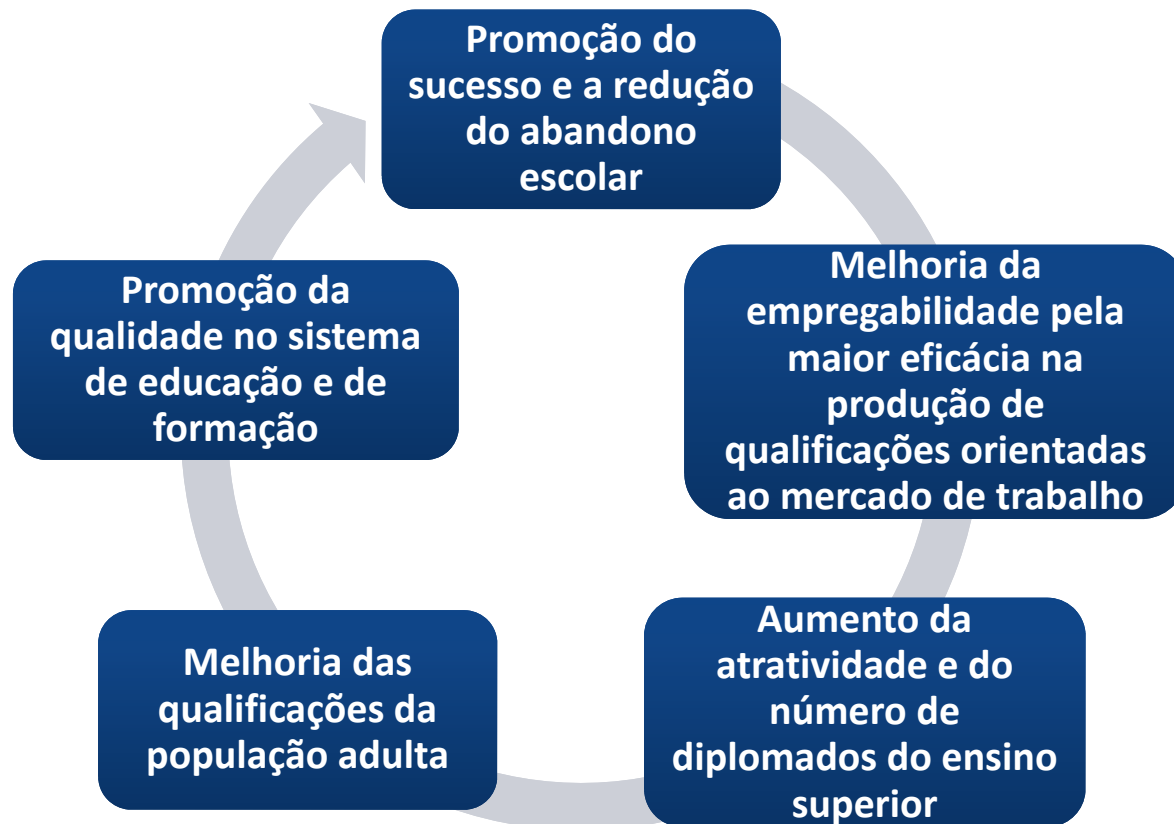 Promoção do
sucesso e a redução
do abandono
escolar
Melhoria da
empregabilidade pela
maior eficácia na
produção de
qualificações orientadas
ao mercado de trabalho
Aumento da
atratividade e do
número de
diplomados do ensino
superior
Melhoria das
qualificações da
população adulta
Promoção da
qualidade no sistema
de educação e de
formação